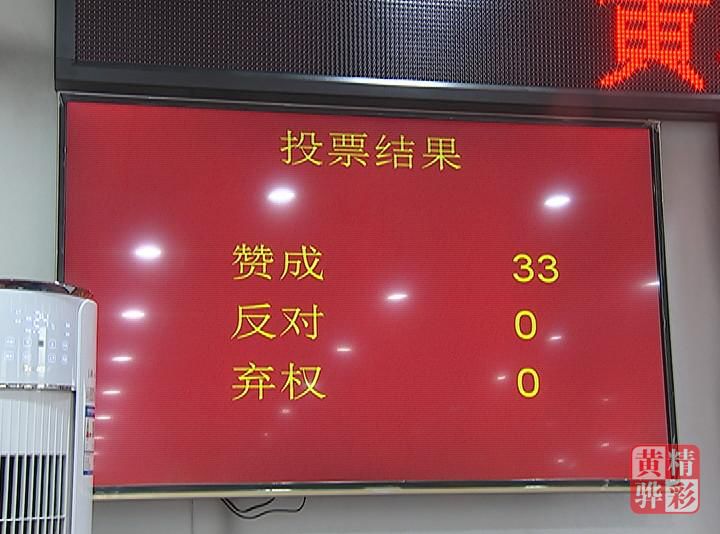 黄
投票结果
赞成 33
反对 0
弃权 0
黄精
骅彩